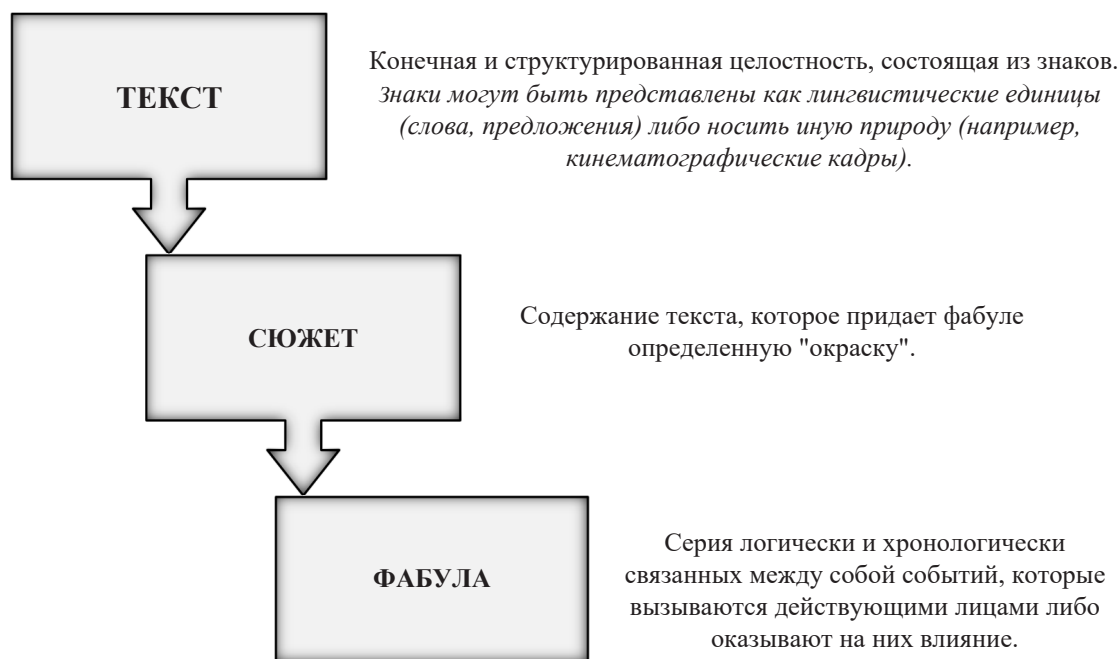 ТЕКСТ
Конечная и структурированная целостность, состоящая из знаков.
Знаки могут быть представлены как лингвистические единицы
(слова, предложения) либо носить иную природу (например,
кинематографические кадры).
СЮЖЕТ
Содержание текста, которое придает фабуле
определенную "окраску".
ФАБУЛА
Серия логически и хронологически
связанных между собой событий, которые
вызываются действующими лицами либо
оказывают на них влияние.